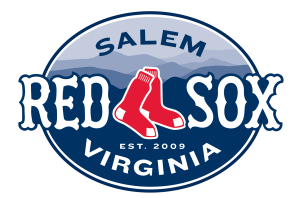 SALEM
RED SOX
EST. 2009
VIRGINIA